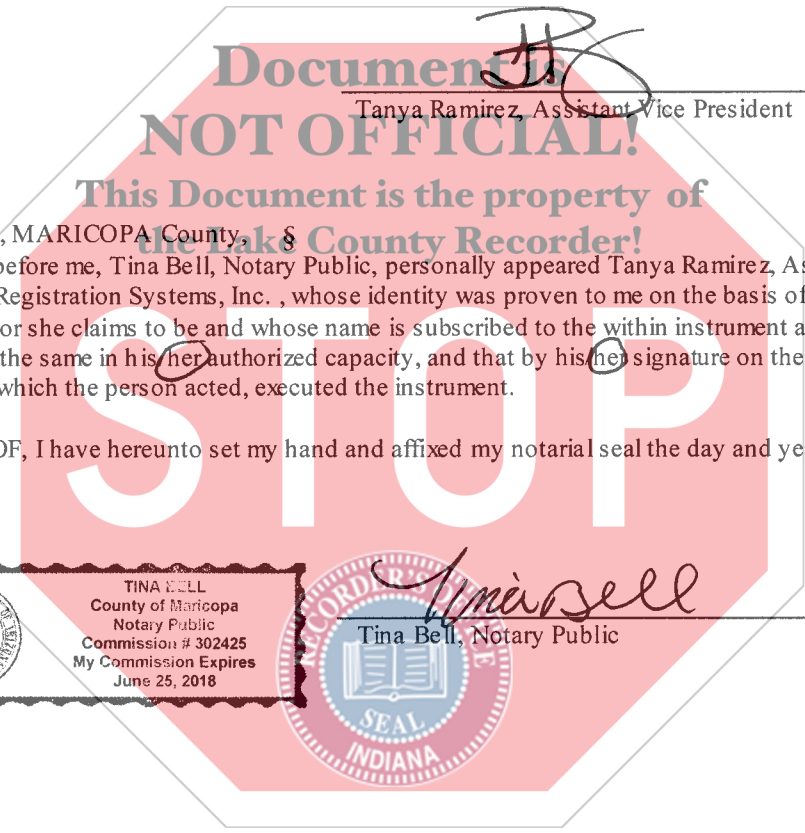 Document is
Tanya Ramirez, Assistant Vice President
NOT OFFICIAL!
This Document is the property of
the Lake County Recorder!
, MARICOPA County, §
before me, Tina Bell, Notary Public, personally appeared Tanya Ramirez, As
Registration Systems, Inc. , whose identity was proven to me on the basis of
or she claims to be and whose name is subscribed to the within instrument a
the same in his/her authorized capacity, and that by his/her signature on the
which the person acted, executed the instrument.
OF, I have hereunto set my hand and affixed my notarial seal the day and ye
STOP
TINA BELL
County of Maricopa
Notary Public
Commission # 302425
My Commission Expires
June 25, 2018
Tina Bell
Tina Bell, Notary Public
RECORDER OFFICE
SEAL
INDIANA